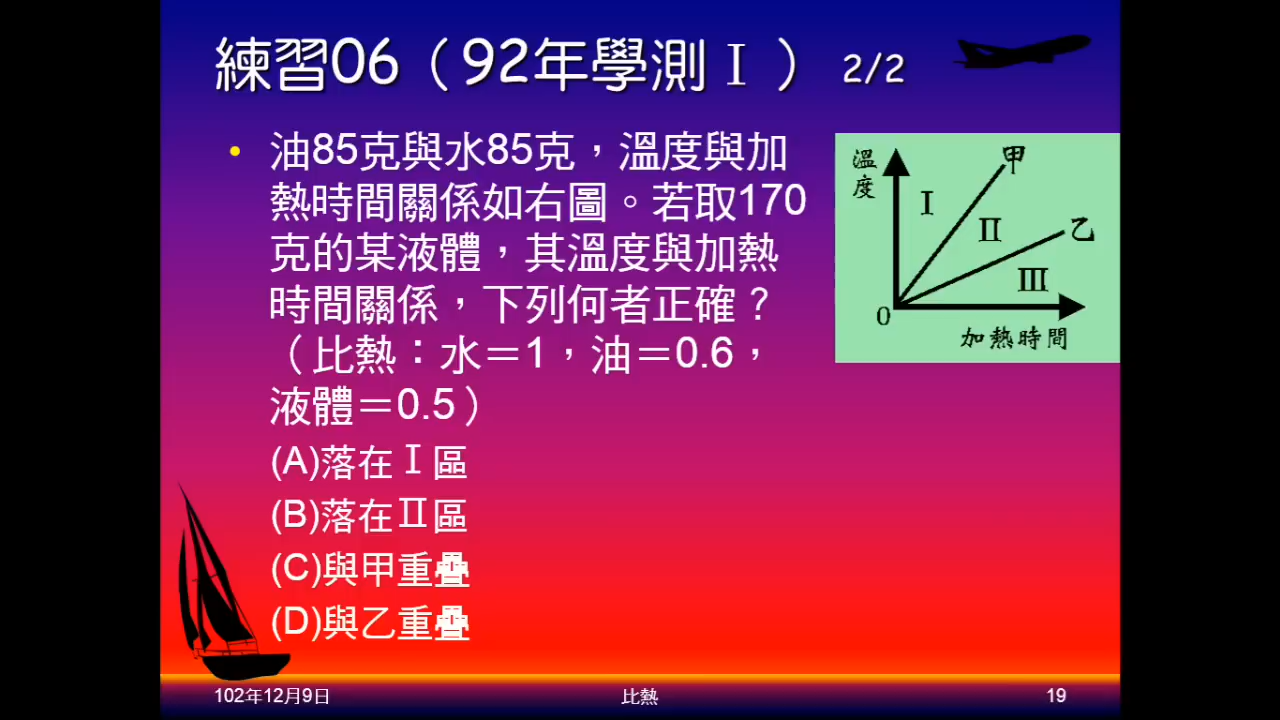 練習06（92年學測Ⅰ） 2/2
• 油85克與水85克，溫度與加
熱時間關係如右圖。若取170
克的某液體，其溫度與加熱
時間關係，下列何者正確？
（比熱：水＝1，油＝0.6，
液體＝0.5）
(A)落在Ⅰ區
(B)落在Ⅱ區
(C)與甲重疊
(D)與乙重疊
溫度
甲
Ⅰ
Ⅱ
乙
Ⅲ
0
加熱時間
102年12月9日
比熱
19